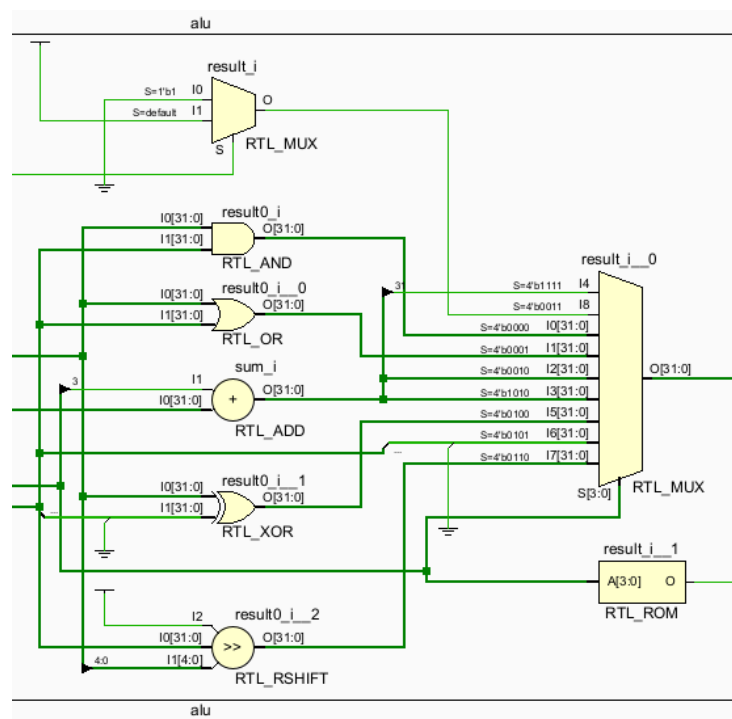 alu
result_i
S=1'b1 I0
S=default I1
O
S
RTL_MUX
result0_i
I0[31:0]
I1[31:0]
O[31:0]
RTL_AND
result0_i__0
I0[31:0]
I1[31:0]
O[31:0]
RTL_OR
sum_i
3
I1
I0[31:0]
+
O[31:0]
RTL_ADD
result0_i__1
I0[31:0]
...
I1[31:0]
O[31:0]
RTL_XOR
result0_i__2
I2
I0[31:0]
4:0
I1[4:0]
>>
O[31:0]
RTL_RSHIFT
result_i__0
31
S=4'b1111 I4
S=4'b0011 I8
S=4'b0000 I0[31:0]
S=4'b0001 I1[31:0]
S=4'b0010 I2[31:0]
S=4'b1010 I3[31:0]
S=4'b0100 I5[31:0]
... S=4'b0101 I6[31:0]
S=4'b0110 I7[31:0]
O[31:0]
S[3:0]
RTL_MUX
result_i__1
A[3:0] O
RTL_ROM
alu